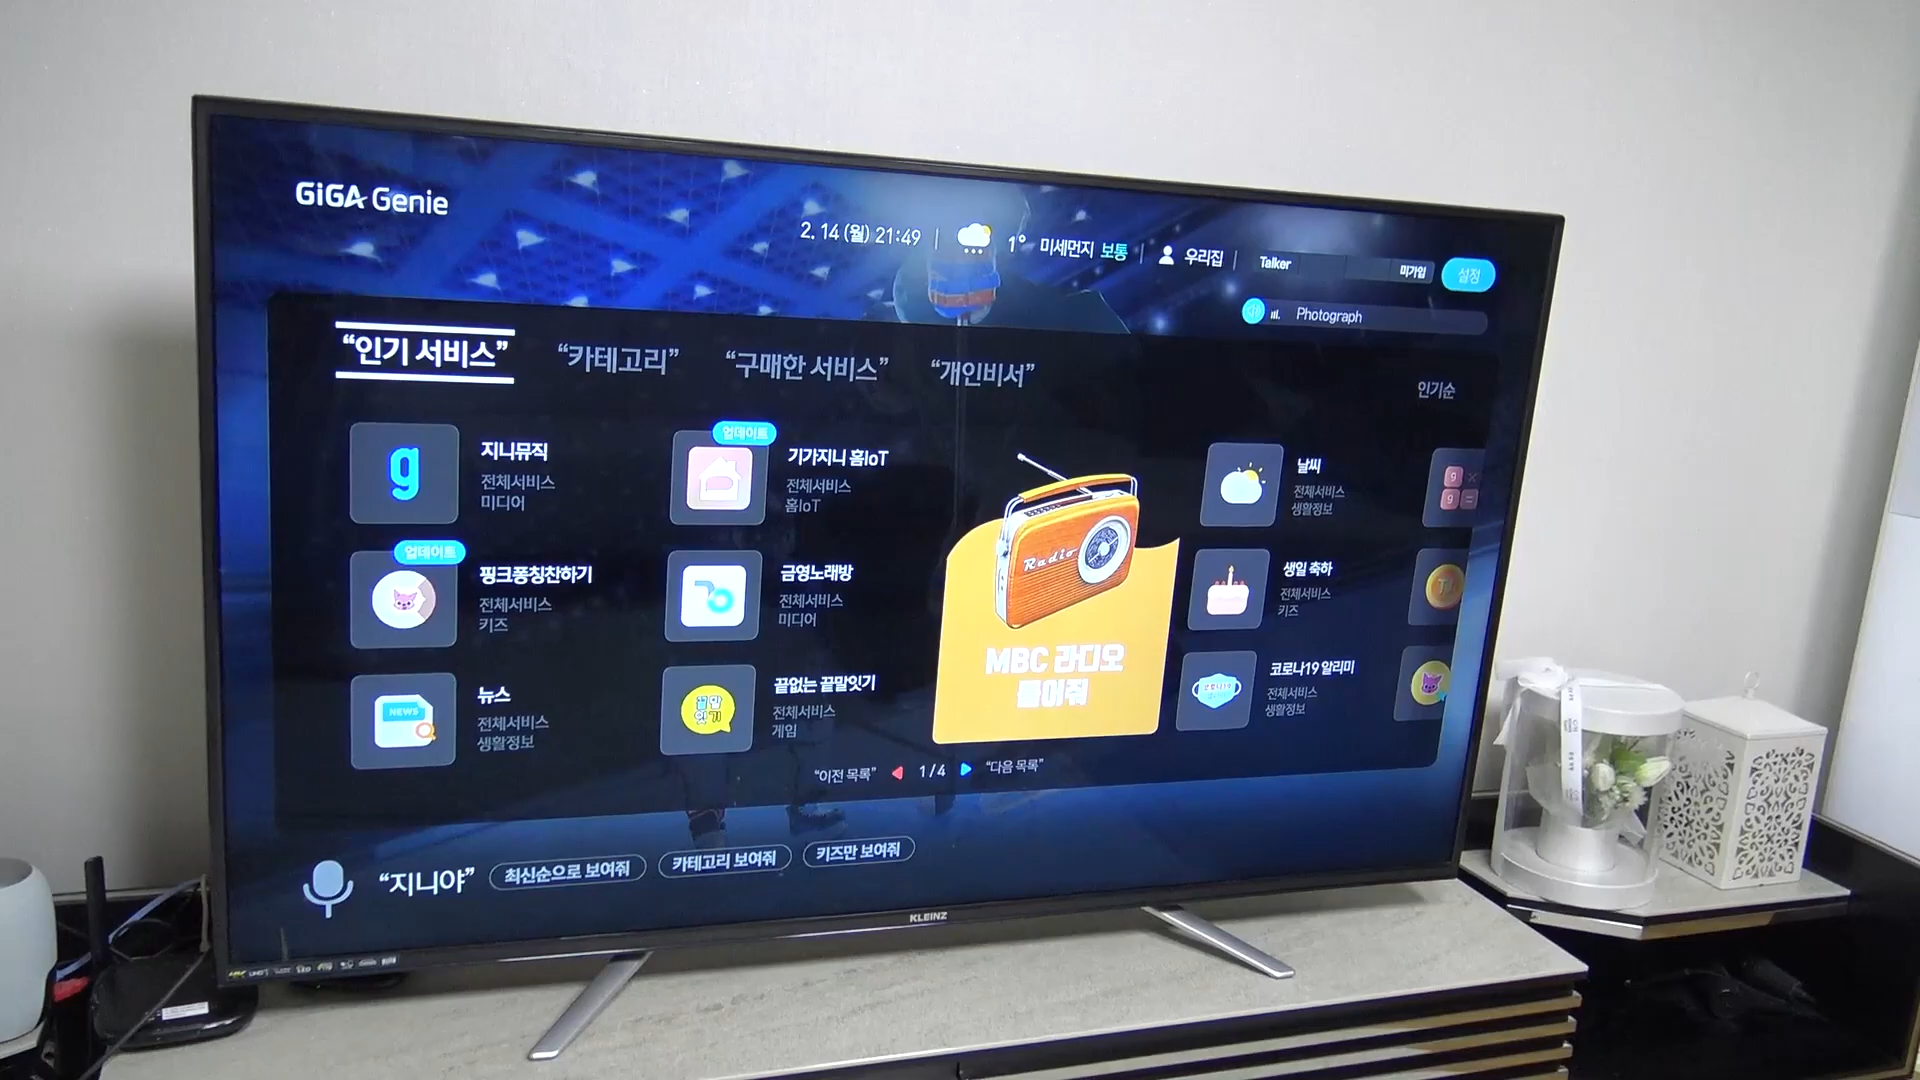 GiGA Genie
2. 14 (월) 21:49 | 1° 미세먼지 보통 | 우리집 | Talker 미가입 설정
Photograph
“인기 서비스” “카테고리” “구매한 서비스” “개인비서”
인기순
지니뮤직
전체서비스
미디어
업데이트
기가지니 홈IoT
전체서비스
홈IoT
업데이트
핑크퐁칭찬하기
전체서비스
키즈
금영노래방
전체서비스
미디어
NEWS
뉴스
전체서비스
생활정보
끝말
잇기
끝없는 끝말잇기
전체서비스
게임
Radio
MBC 라디오
틀어줘
날씨
전체서비스
생활정보
생일 축하
전체서비스
키즈
코로나19
코로나19 알리미
전체서비스
생활정보
“이전 목록” 1/4 “다음 목록”
“지니야” 최신순으로 보여줘 카테고리 보여줘 키즈만 보여줘
KLEINZ